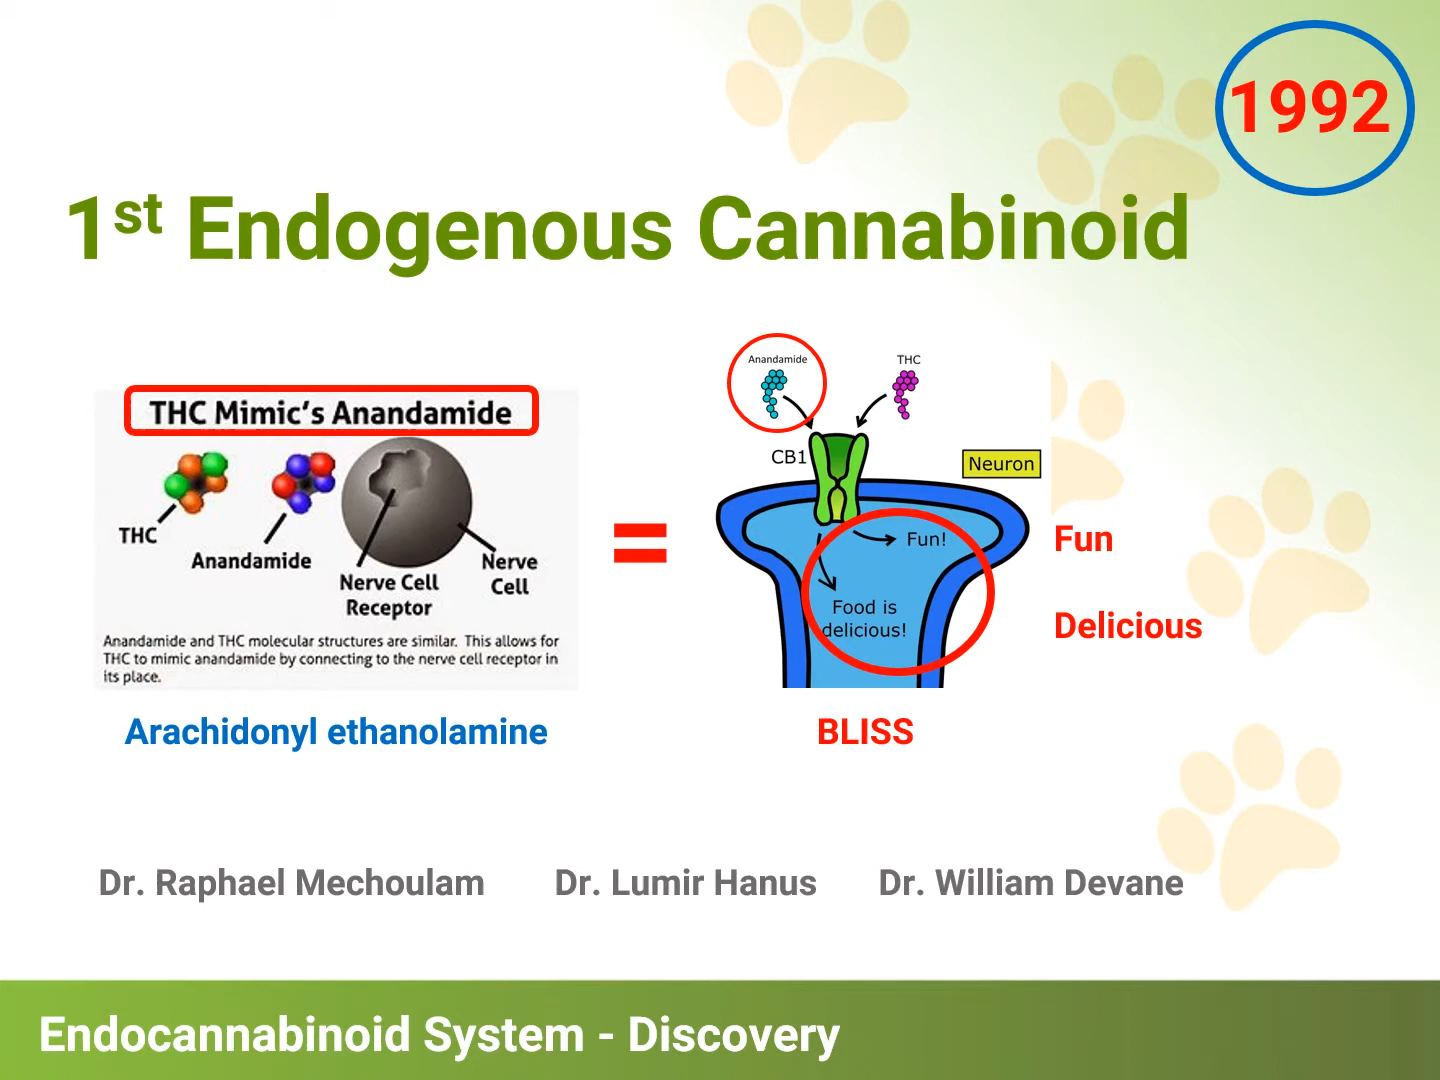 1992
1st Endogenous Cannabinoid
THC Mimic's Anandamide
THC
Anandamide
Nerve Cell
Receptor
Nerve
Cell
Anandamide and THC molecular structures are similar. This allows for
THC to mimic anandamide by connecting to the nerve cell receptor in
its place.
Arachidonyl ethanolamine
=
Anandamide
THC
CB1
Neuron
Fun!
Food is
delicious!
Fun
Delicious
BLISS
Dr. Raphael Mechoulam
Dr. Lumir Hanus
Dr. William Devane
Endocannabinoid System - Discovery